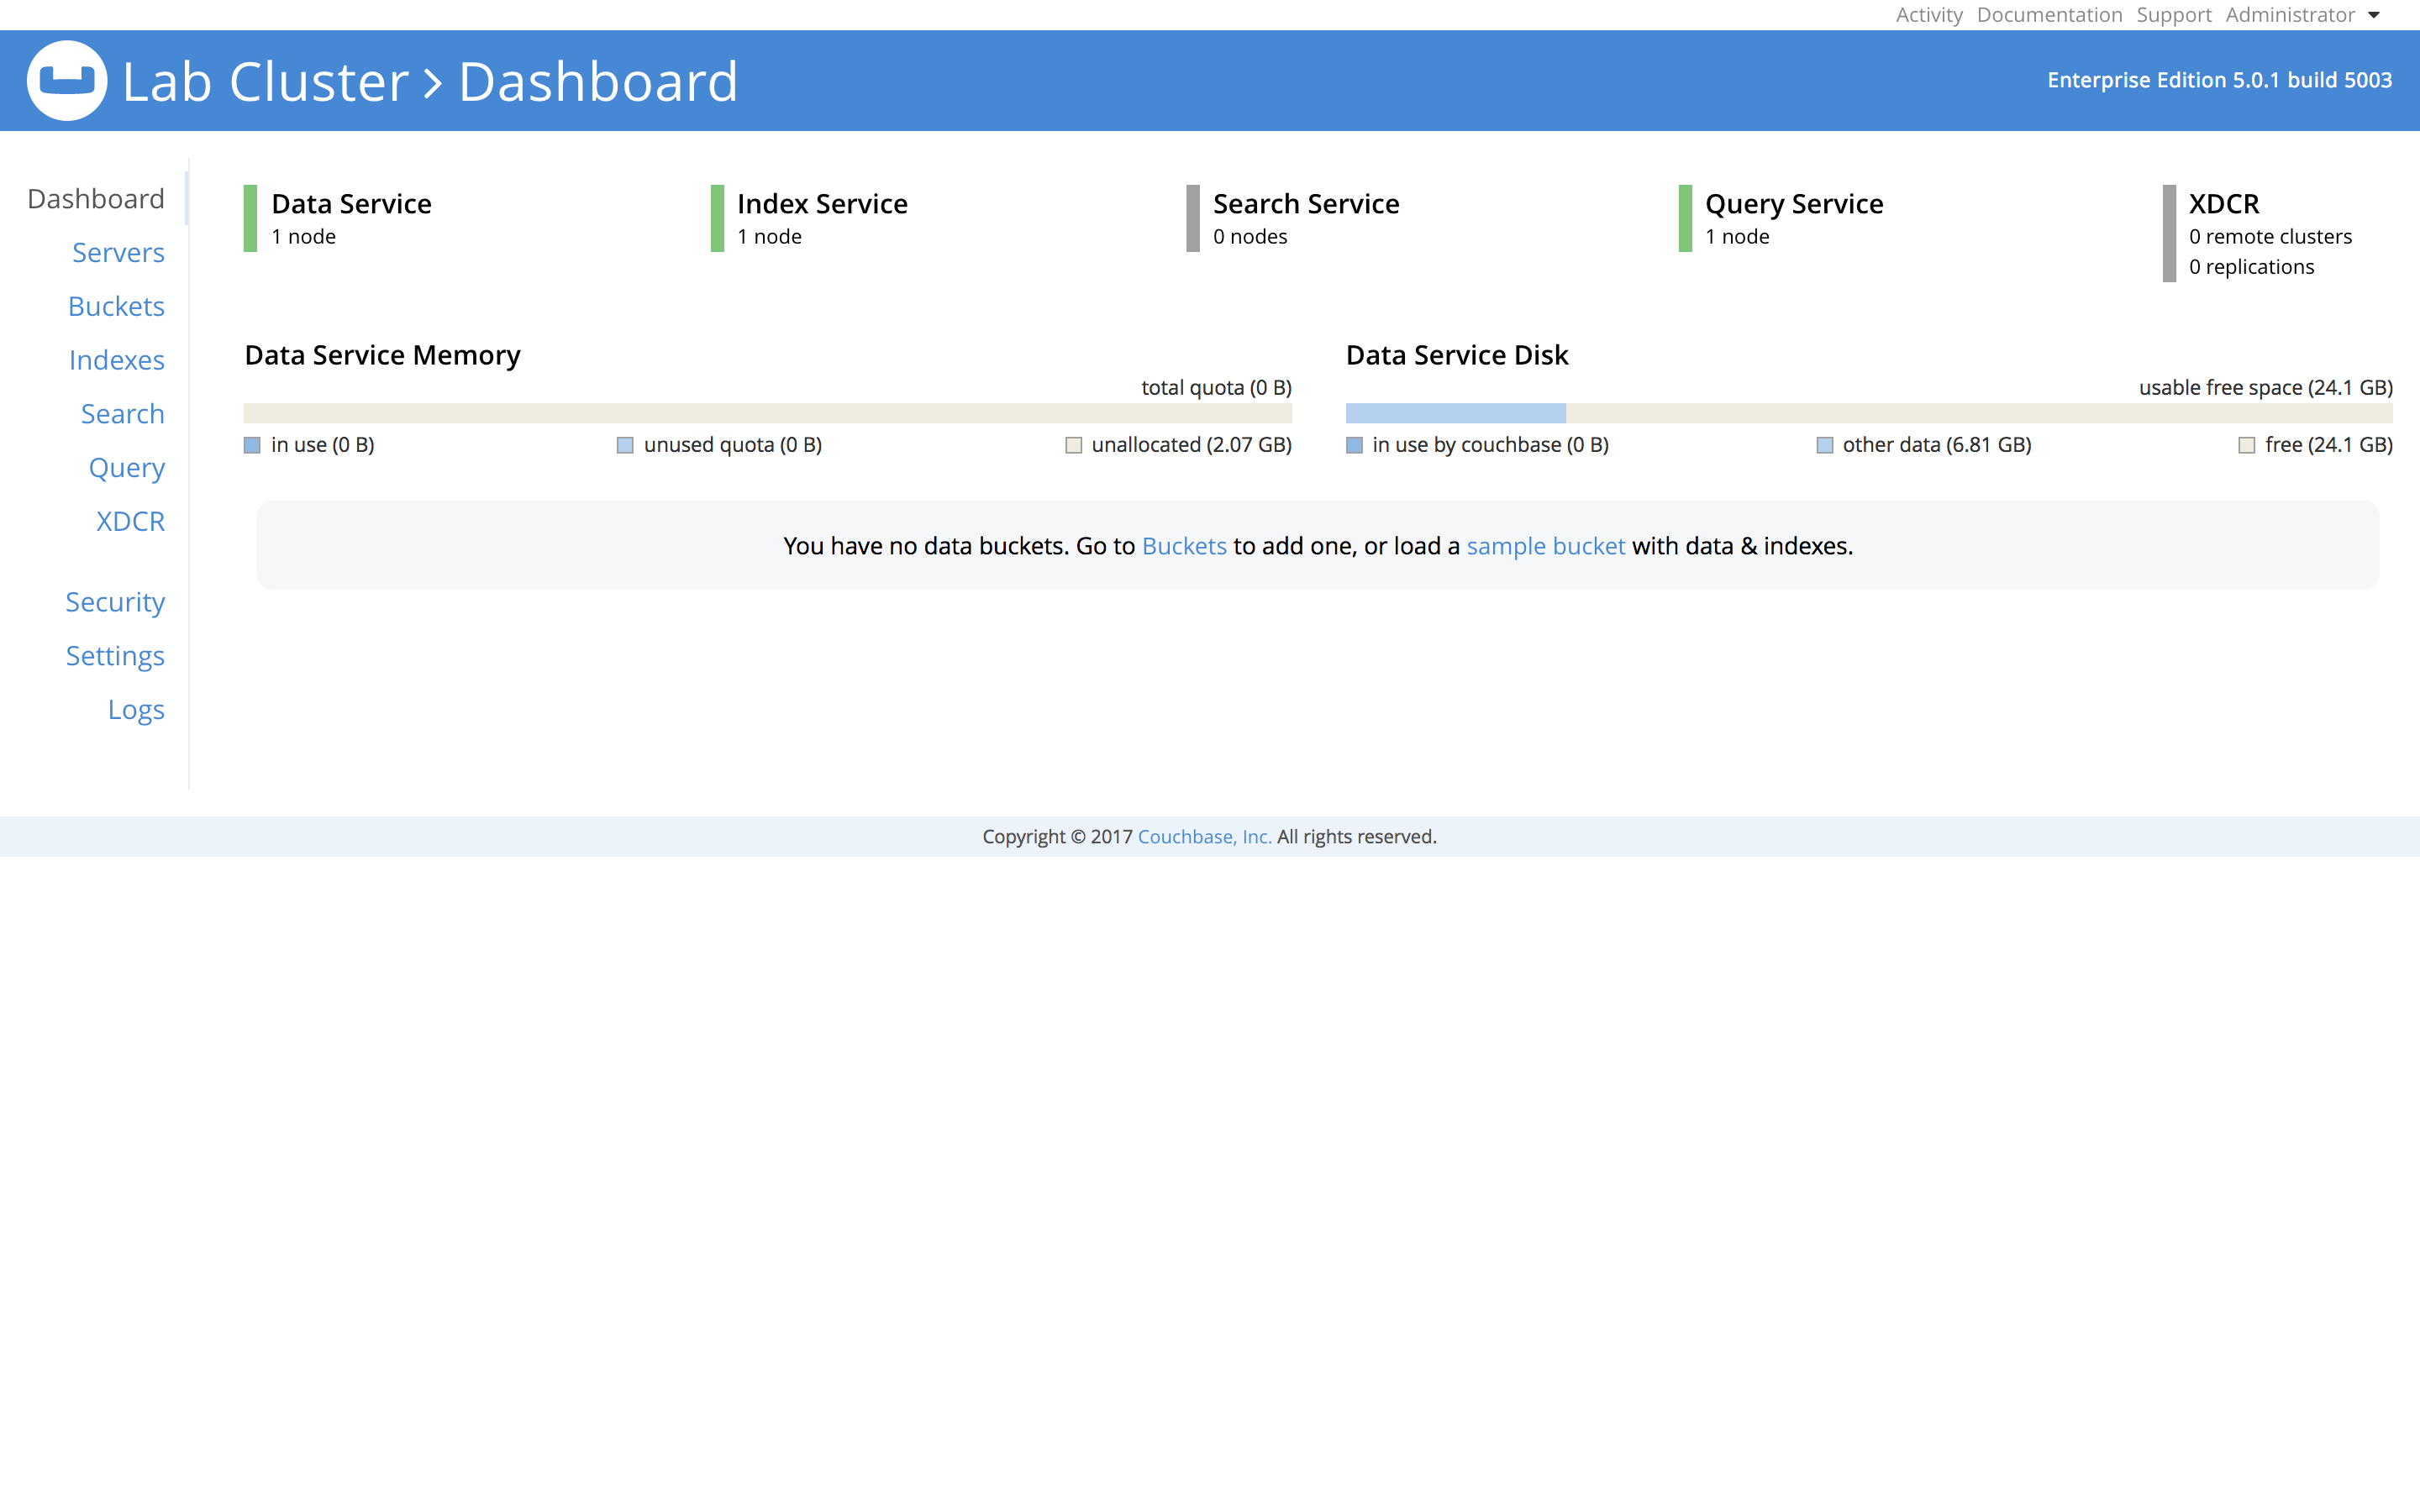 Activity Documentation Support Administrator
Lab Cluster > Dashboard
Enterprise Edition 5.0.1 build 5003
Dashboard
Servers
Buckets
Indexes
Search
Query
XDCR
Security
Settings
Logs
Data Service
1 node
Index Service
1 node
Search Service
0 nodes
Query Service
1 node
XDCR
0 remote clusters
0 replications
Data Service Memory
total quota (0 B)
in use (0 B) unused quota (0 B) unallocated (2.07 GB)
Data Service Disk
usable free space (24.1 GB)
in use by couchbase (0 B) other data (6.81 GB) free (24.1 GB)
You have no data buckets. Go to Buckets to add one, or load a sample bucket with data & indexes.
Copyright © 2017 Couchbase, Inc. All rights reserved.